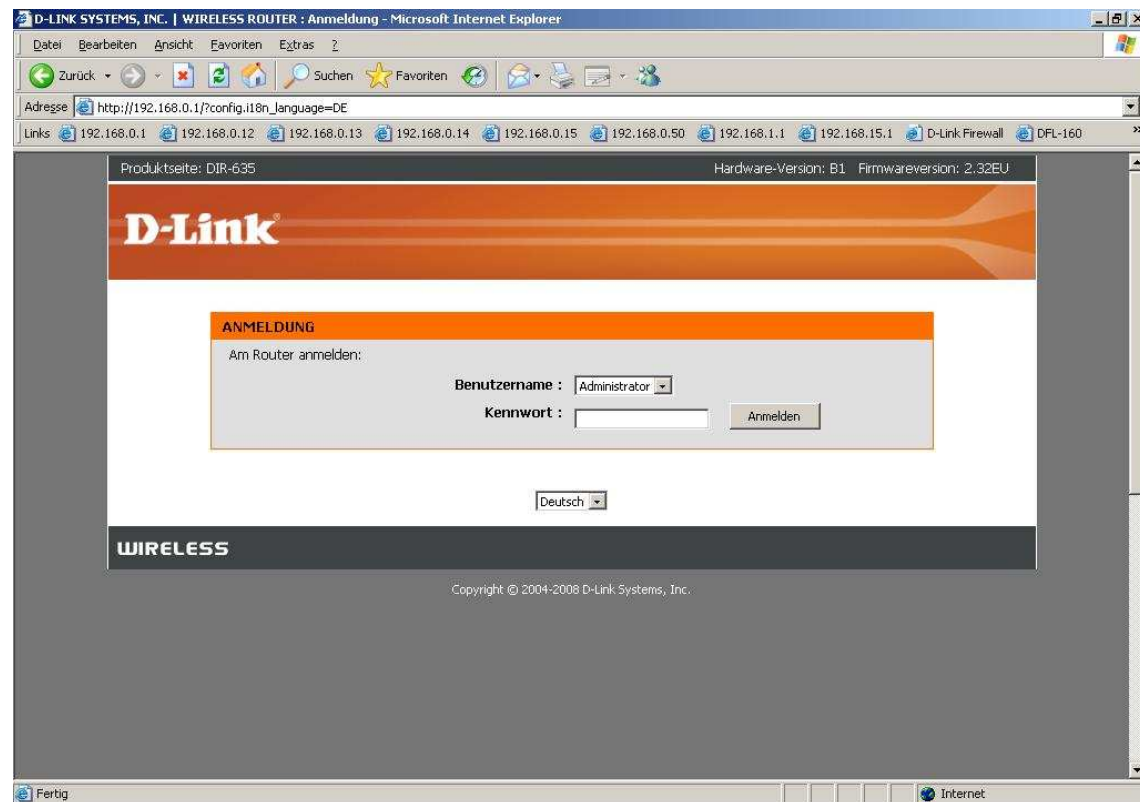 D-LINK SYSTEMS, INC. | WIRELESS ROUTER : Anmeldung - Microsoft Internet Explorer
Datei Bearbeiten Ansicht Favoriten Extras ?
Zurück Suchen Favoriten
Adresse http://192.168.0.1/?config.i18n_language=DE
Links 192.168.0.1 192.168.0.12 192.168.0.13 192.168.0.14 192.168.0.15 192.168.0.50 192.168.1.1 192.168.15.1 D-Link Firewall DFL-160 »
Produktseite: DIR-635 Hardware-Version: B1 Firmwareversion: 2.32EU
D-Link®
ANMELDUNG
Am Router anmelden:
Benutzername : Administrator
Kennwort : Anmelden
Deutsch
WIRELESS
Copyright © 2004-2008 D-Link Systems, Inc.
Fertig Internet